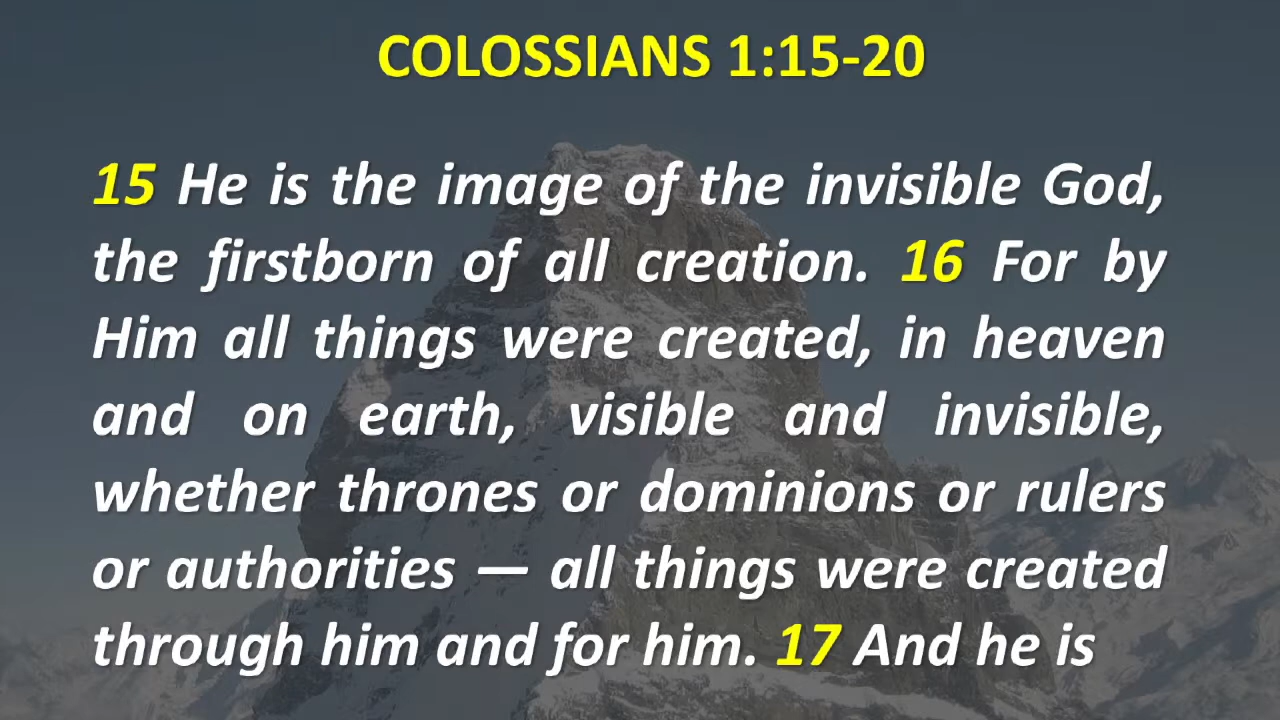 COLOSSIANS 1:15-20
15 He is the image of the invisible God,
the firstborn of all creation. 16 For by
Him all things were created, in heaven
and on earth, visible and invisible,
whether thrones or dominions or rulers
or authorities — all things were created
through him and for him. 17 And he is